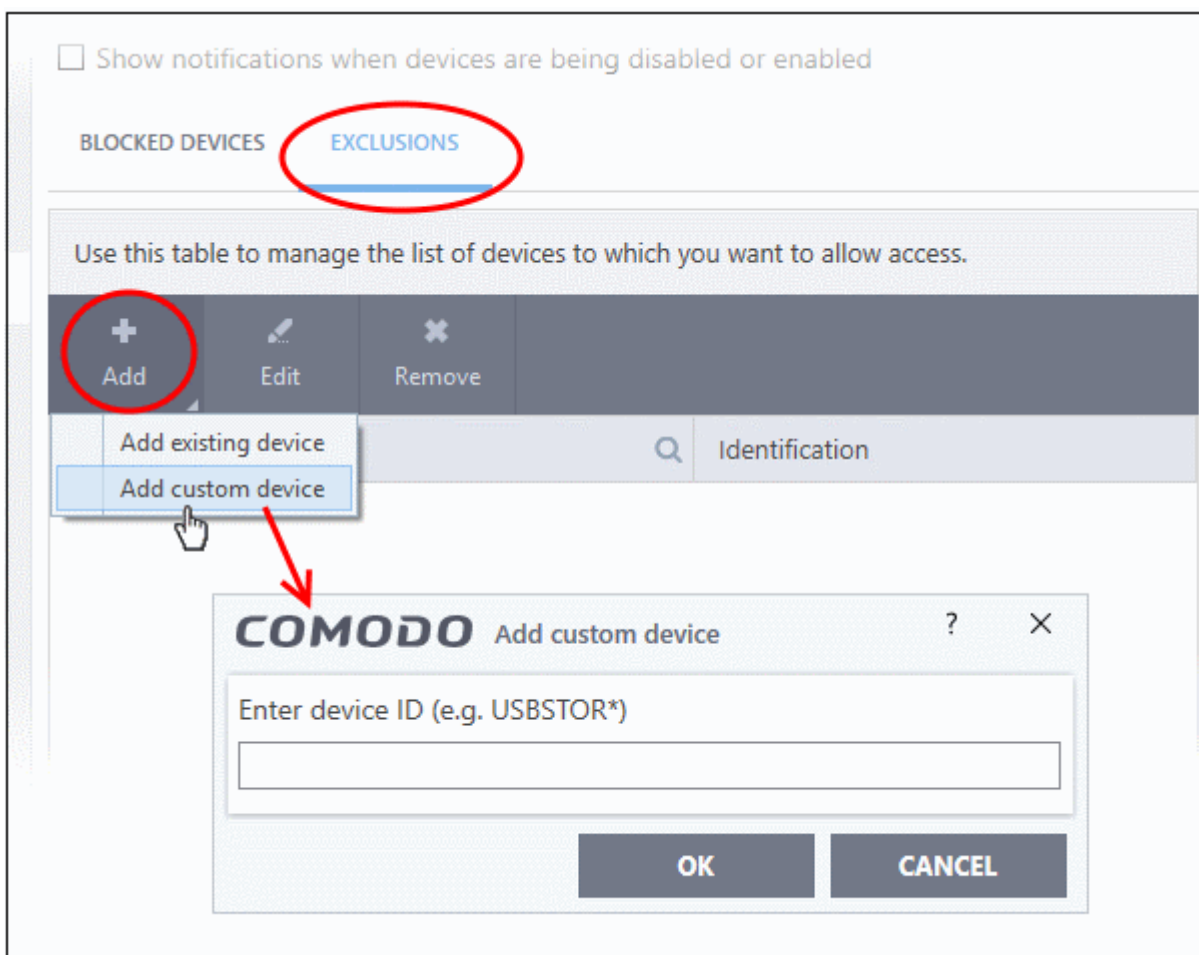 Show notifications when devices are being disabled or enabled
BLOCKED DEVICES EXCLUSIONS
Use this table to manage the list of devices to which you want to allow access.
Add Edit Remove
Add existing device
Identification
Add custom device
COMODO Add custom device ?
Enter device ID (e.g. USBSTOR*)
OK CANCEL